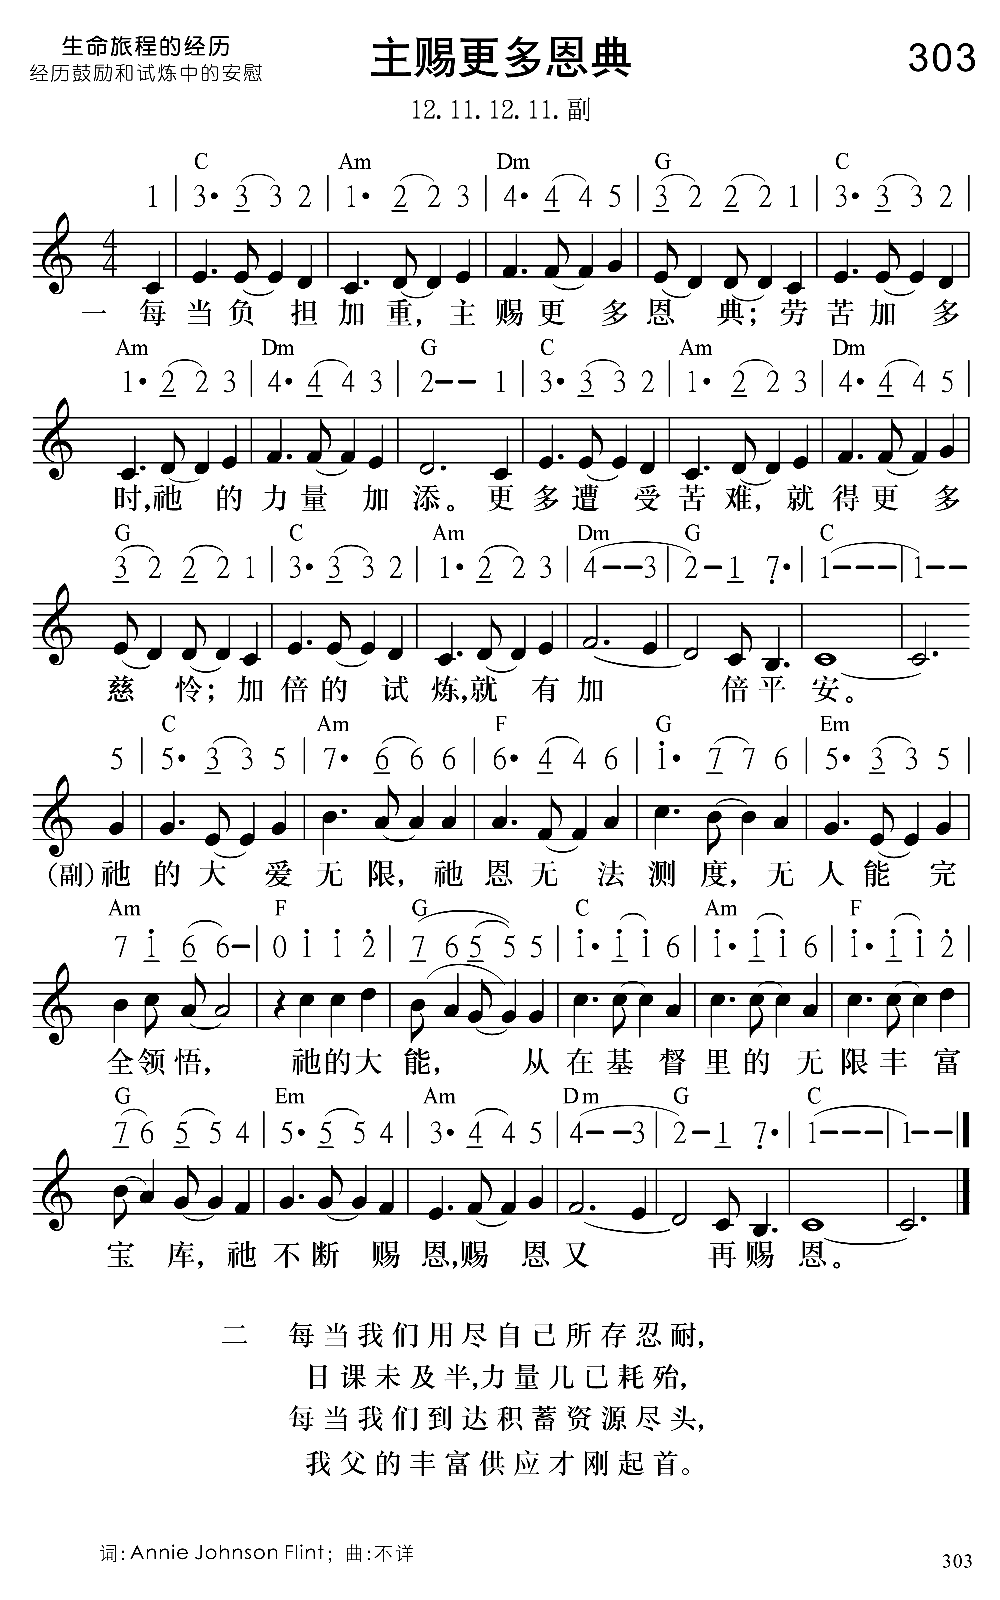 生命旅程的经历
经历鼓励和试炼中的安慰
主赐更多恩典
303
12.11.12.11.副
C Am Dm G C
1 | 3· 3 3 2 | 1· 2 2 3 | 4· 4 4 5 | 3 2 2 2 1 | 3· 3 3 2 |
4/4
一 每当负担加重，主赐更多恩典；劳苦加多
Am Dm G C Am Dm
1· 2 2 3 | 4· 4 4 3 | 2-- 1 | 3· 3 3 2 | 1· 2 2 3 | 4· 4 4 5 |
时,祂的力量加添。更多遭受苦难，就得更多
G C Am Dm G C
3 2 2 2 1 | 3· 3 3 2 | 1· 2 2 3 | 4--3 | 2-1 7· | 1--- | 1--
慈怜；加倍的试炼,就有加倍平安。
C Am F G Em
5 | 5· 3 3 5 | 7· 6 6 6 | 6· 4 4 6 | 1· 7 7 6 | 5· 3 3 5 |
(副)祂的大爱无限，祂恩无法测度，无人能完
Am F G C Am F
7 1 6 6- | 0 1 1 2 | 7 6 5 5 5 | 1· 1 1 6 | 1· 1 1 6 | 1· 1 1 2 |
全领悟，祂的大能，从在基督里的无限丰富
G Em Am Dm G C
7 6 5 5 4 | 5· 5 5 4 | 3· 4 4 5 | 4--3 | 2-1 7· | 1--- | 1--
宝库，祂不断赐恩,赐恩又再赐恩。
二 每当我们用尽自己所存忍耐,
日课未及半,力量几已耗殆,
每当我们到达积蓄资源尽头,
我父的丰富供应才刚起首。
词:Annie Johnson Flint；曲:不详
303